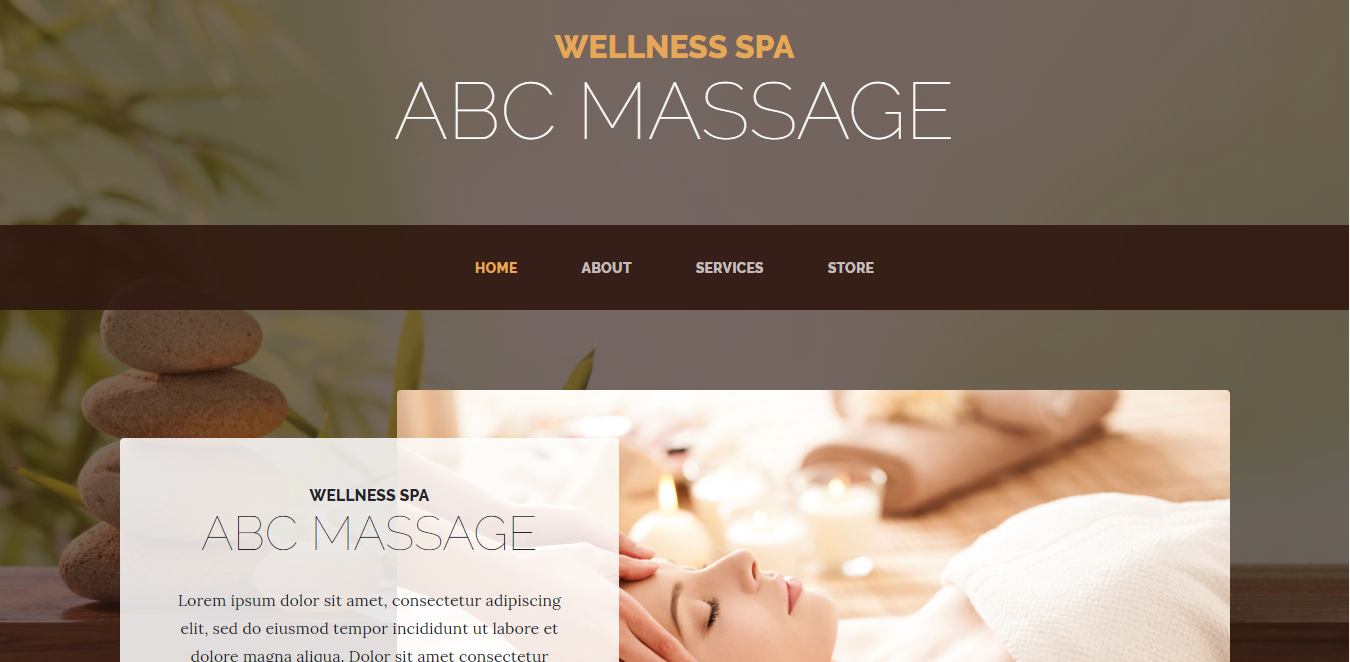 WELLNESS SPA
ABC MASSAGE
HOME ABOUT SERVICES STORE
WELLNESS SPA
ABC MASSAGE
Lorem ipsum dolor sit amet, consectetur adipiscing
elit, sed do eiusmod tempor incididunt ut labore et
dolore magna aliqua. Dolor sit amet consectetur